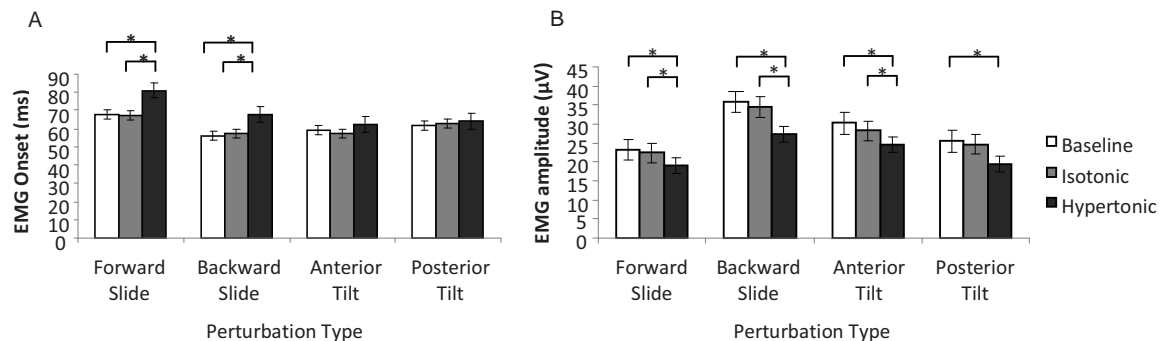 A
* *
* *
EMG Onset (ms)
90
80
70
60
50
40
30
20
10
0
Forward Slide
Backward Slide
Anterior Tilt
Posterior Tilt
Perturbation Type
B
* * * *
* * *
EMG amplitude (μV)
45
40
35
30
25
20
15
10
5
0
Forward Slide
Backward Slide
Anterior Tilt
Posterior Tilt
Perturbation Type
Baseline
Isotonic
Hypertonic